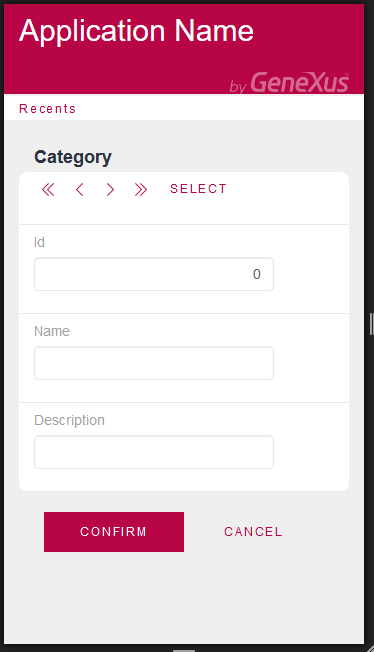 Application Name
by GeneXus
Recents
Category
SELECT
Id
0
Name
Description
CONFIRM CANCEL